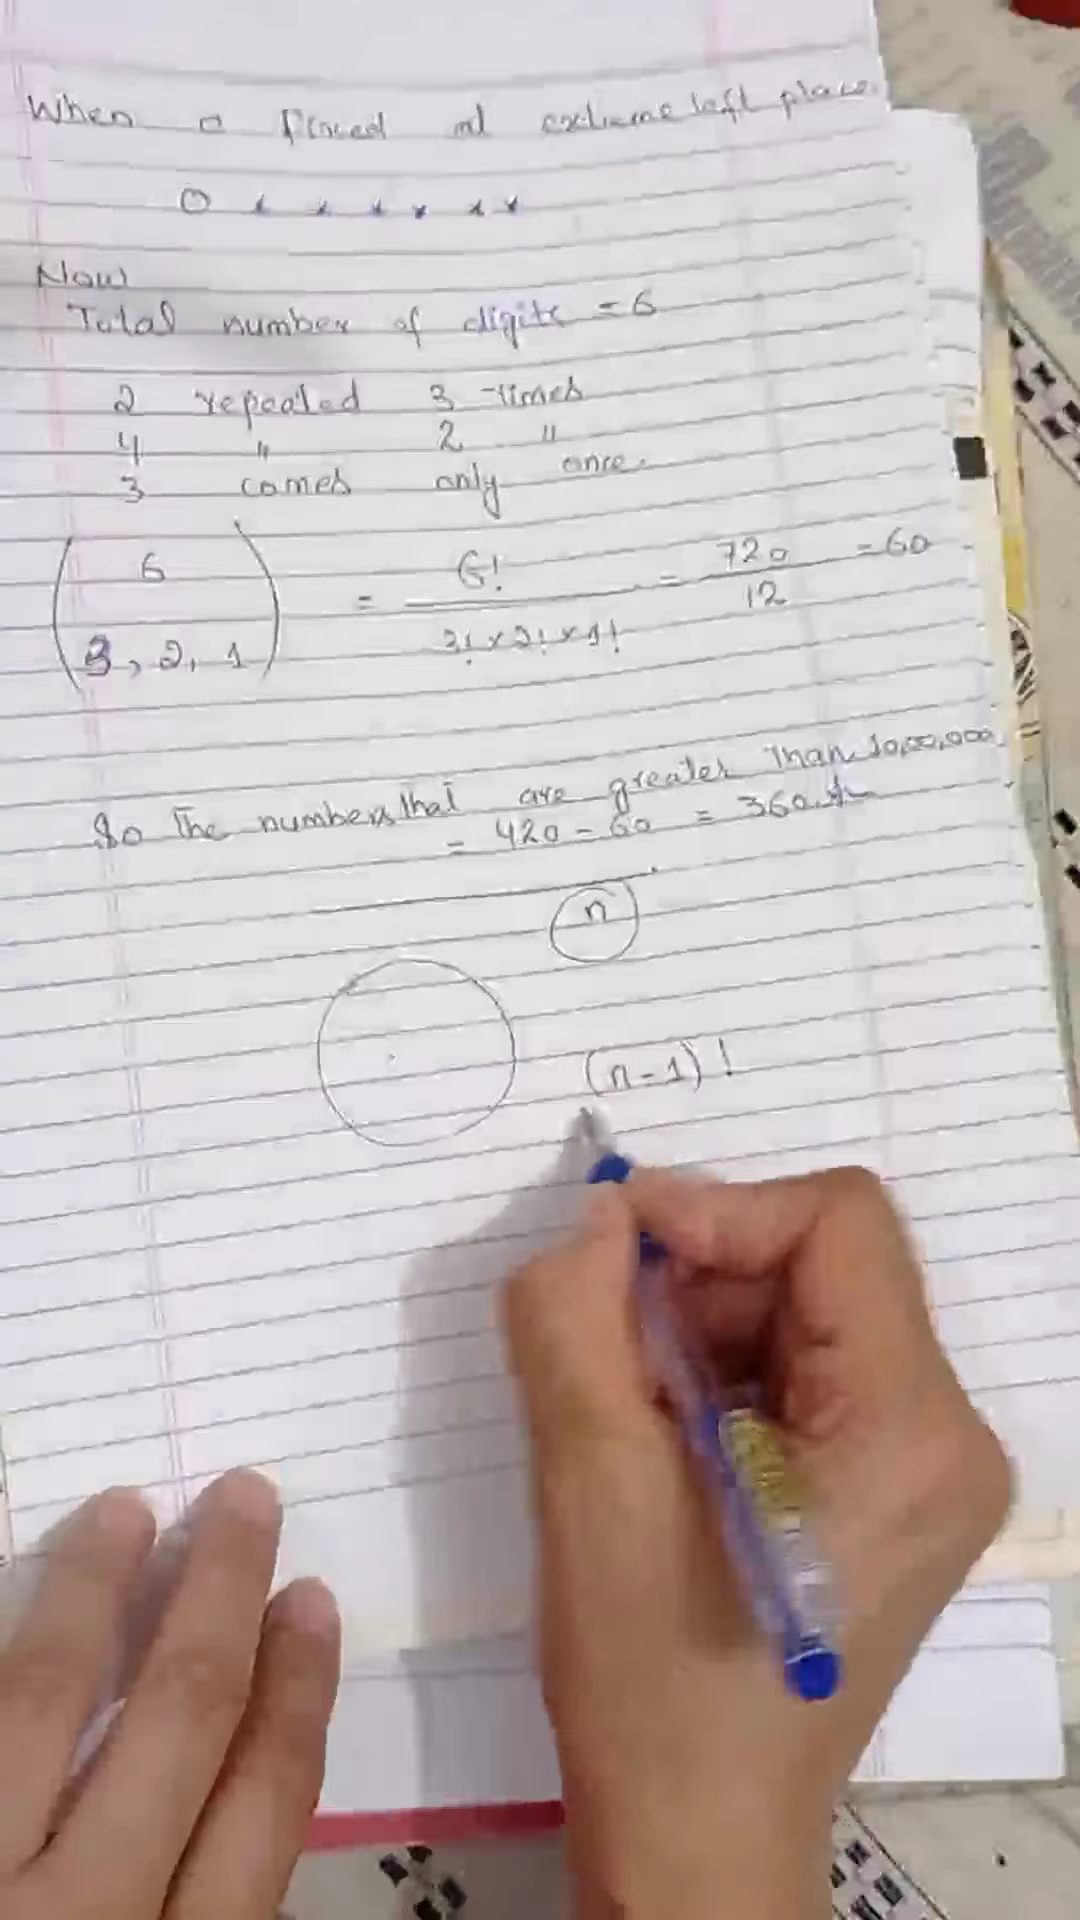 When 0 fixed at extreme left place.
0 * * * * * *
Now
Total number of digits = 6
2 repeated 3 times
4 " 2 "
3 comes only once.
( 6 3, 2, 1 ) = 6! / 3! x 2! x 1! = 720 / 12 = 60
So The numbers that are greater than 10,00,000
= 420 - 60 = 360
n
(n-1)!